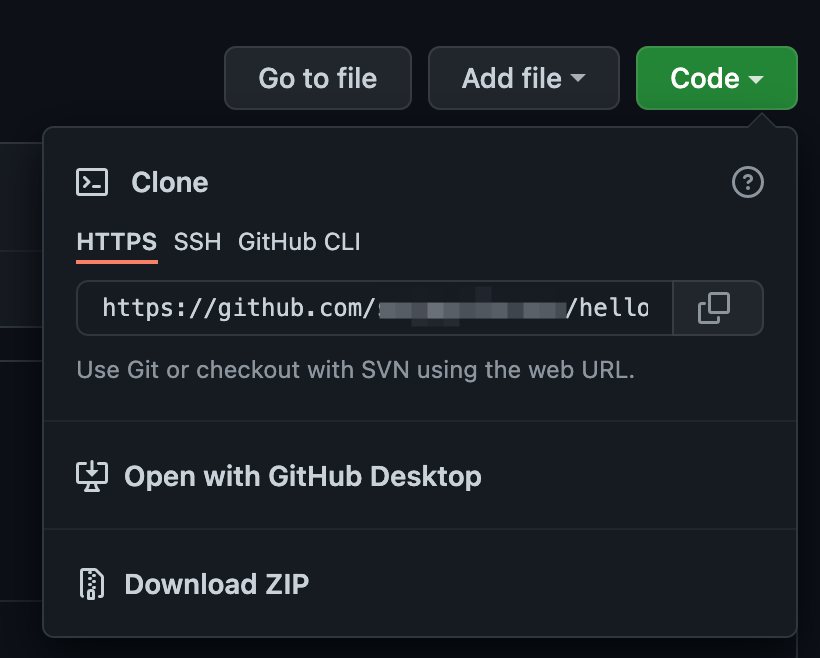 Go to file
Add file
Code
Clone
HTTPS SSH GitHub CLI
https://github.com/ /hello
Use Git or checkout with SVN using the web URL.
Open with GitHub Desktop
Download ZIP